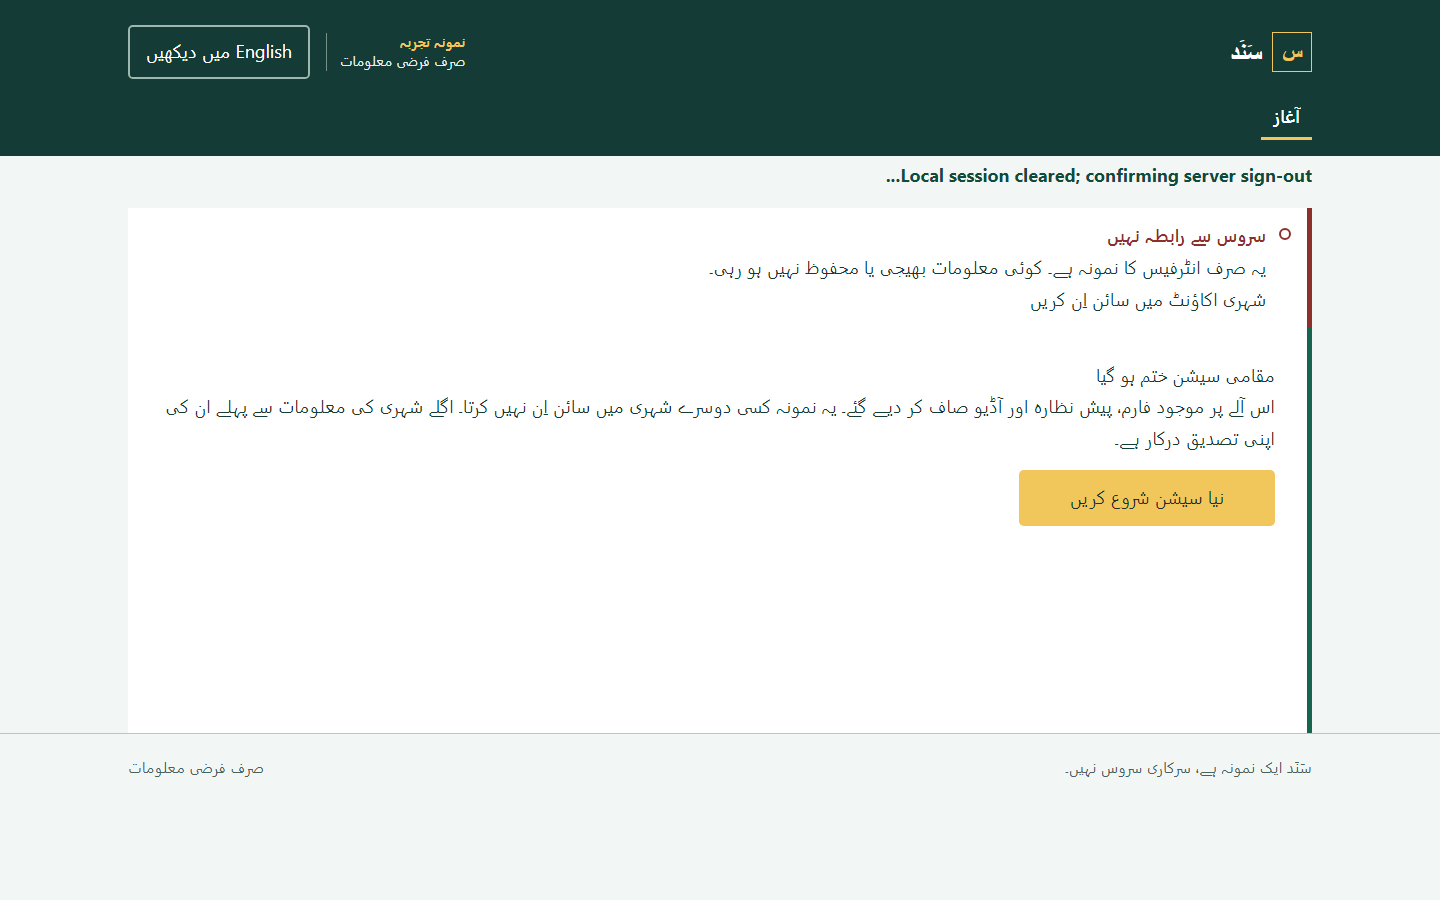 س سَنَد
نمونہ تجربہ
صرف فرضی معلومات
English میں دیکھیں
آغاز
Local session cleared; confirming server sign-out...
سروس سے رابطہ نہیں
یہ صرف انٹرفیس کا نمونہ ہے۔ کوئی معلومات بھیجی یا محفوظ نہیں ہو رہی۔
شہری اکاؤنٹ میں سائن اِن کریں
مقامی سیشن ختم ہو گیا
اس آلے پر موجود فارم، پیش نظارہ اور آڈیو صاف کر دیے گئے۔ یہ نمونہ کسی دوسرے شہری میں سائن اِن نہیں کرتا۔ اگلے شہری کی معلومات سے پہلے ان کی
اپنی تصدیق درکار ہے۔
نیا سیشن شروع کریں
سَنَد ایک نمونہ ہے، سرکاری سروس نہیں۔
صرف فرضی معلومات